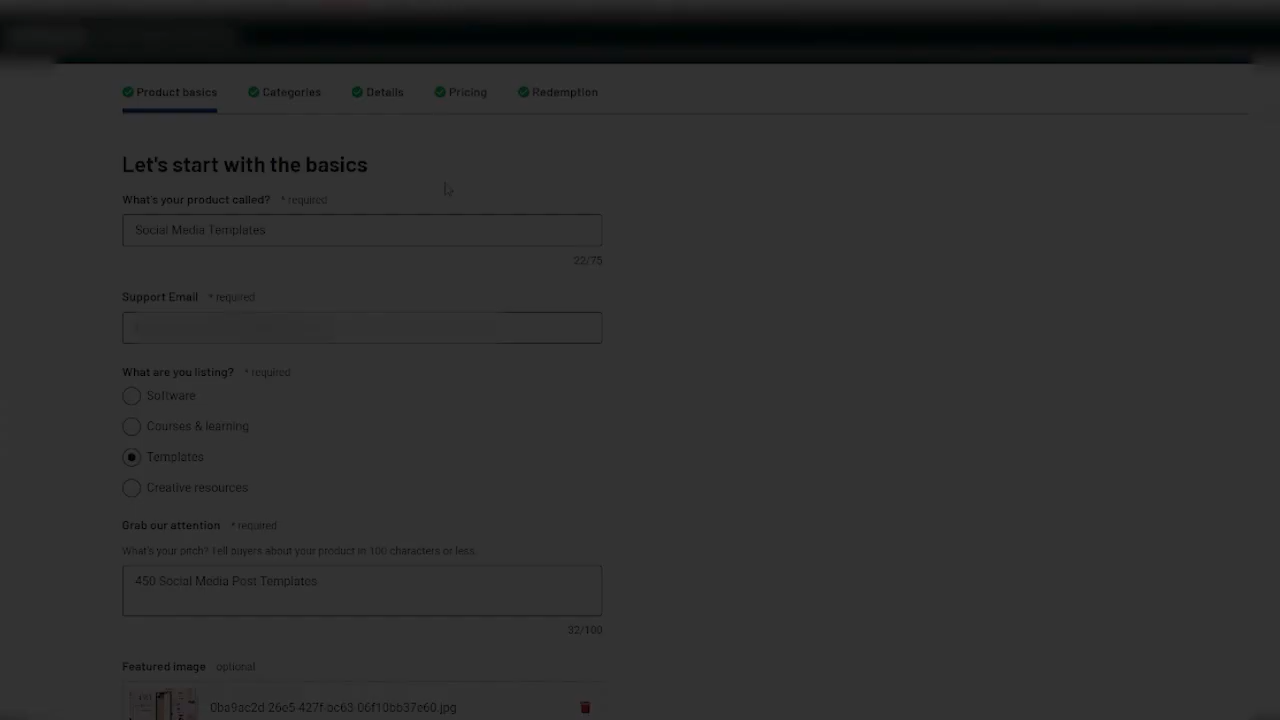 Product basics Categories Details Pricing Redemption
Let's start with the basics
What's your product called? * required
Social Media Templates
22/75
Support Email * required
What are you listing? * required
Software
Courses & learning
Templates
Creative resources
Grab our attention * required
What's your pitch? Tell buyers about your product in 100 characters or less.
450 Social Media Post Templates
32/100
Featured image optional
0ba9ac2d-26e5-427f-ac63-06f10bb37e60.jpg